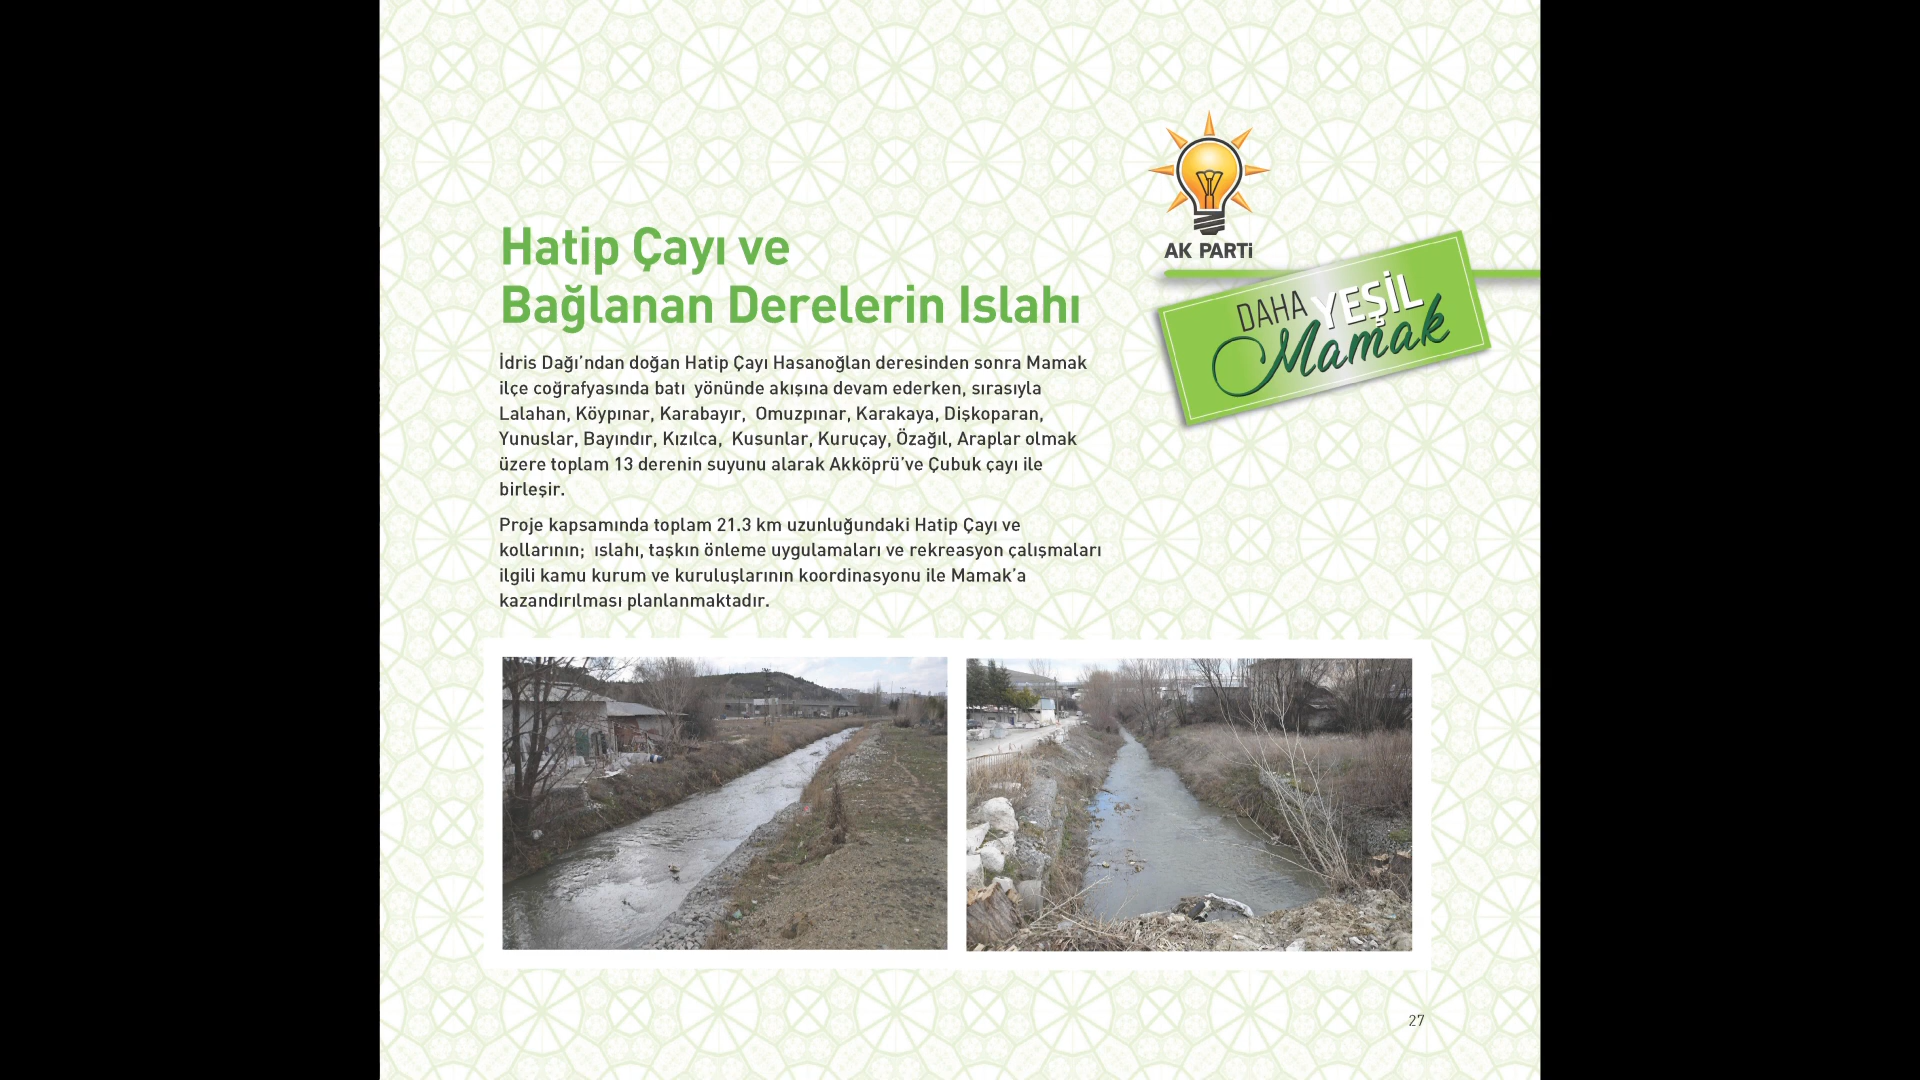 AK PARTi
DAHA YEŞİL
Mamak
Hatip Çayı ve
Bağlanan Derelerin Islahı
İdris Dağı’ndan doğan Hatip Çayı Hasanoğlan deresinden sonra Mamak
ilçe coğrafyasında batı  yönünde akışına devam ederken, sırasıyla
Lalahan, Köypınar, Karabayır,  Omuzpınar, Karakaya, Dişkoparan,
Yunuslar, Bayındır, Kızılca,  Kusunlar, Kuruçay, Özağıl, Araplar olmak
üzere toplam 13 derenin suyunu alarak Akköprü’ve Çubuk çayı ile
birleşir.
Proje kapsamında toplam 21.3 km uzunluğundaki Hatip Çayı ve
kollarının;  ıslahı, taşkın önleme uygulamaları ve rekreasyon çalışmaları
ilgili kamu kurum ve kuruluşlarının koordinasyonu ile Mamak’a
kazandırılması planlanmaktadır.
27